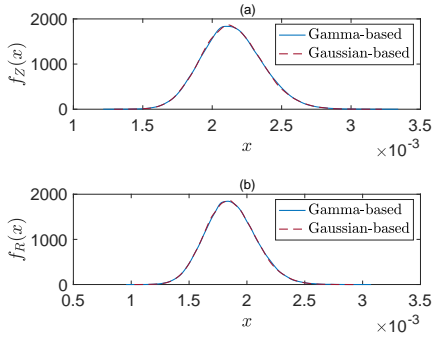 (a)
2000
1000
0
f_Z(x)
Gamma-based
Gaussian-based
1 1.5 2 2.5 3 3.5
x
×10^-3
(b)
2000
1000
0
f_R(x)
Gamma-based
Gaussian-based
0.5 1 1.5 2 2.5 3 3.5
x
×10^-3